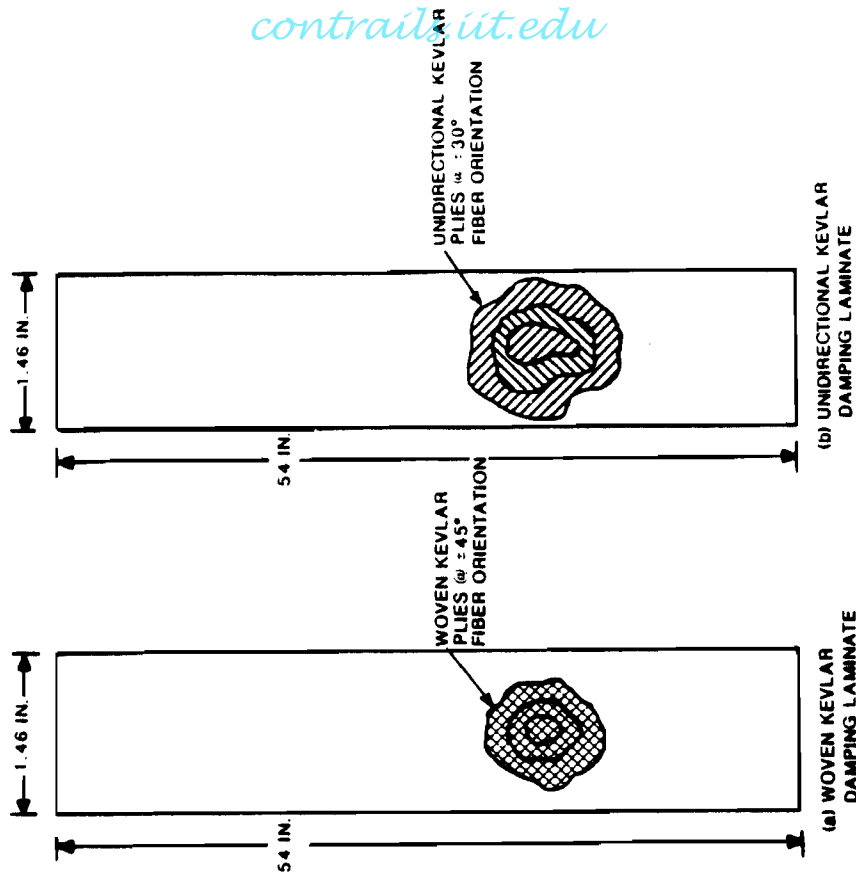 contrails.iit.edu
1.46 IN.
54 IN.
WOVEN KEVLAR
PLIES @ ±45°
FIBER ORIENTATION
(a) WOVEN KEVLAR
DAMPING LAMINATE
1.46 IN.
54 IN.
UNIDIRECTIONAL KEVLAR
PLIES @ ±30°
FIBER ORIENTATION
(b) UNIDIRECTIONAL KEVLAR
DAMPING LAMINATE